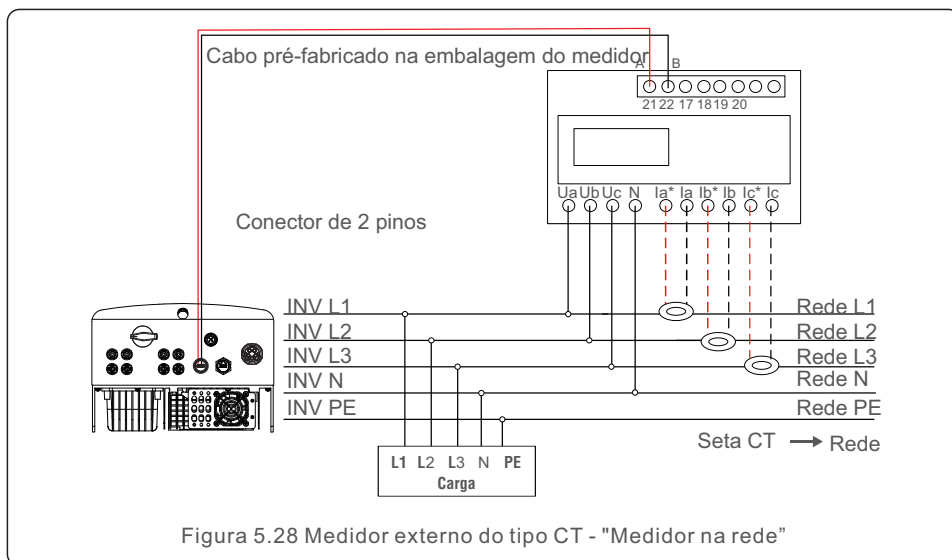 Cabo pré-fabricado na embalagem do medidor
A B
21 22 17 18 19 20
Ua Ub Uc N Ia* Ia Ib* Ib Ic* Ic
Conector de 2 pinos
INV L1 Rede L1
INV L2 Rede L2
INV L3 Rede L3
INV N Rede N
INV PE Rede PE
Seta CT → Rede
L1 L2 L3 N PE
Carga
Figura 5.28 Medidor externo do tipo CT - "Medidor na rede”